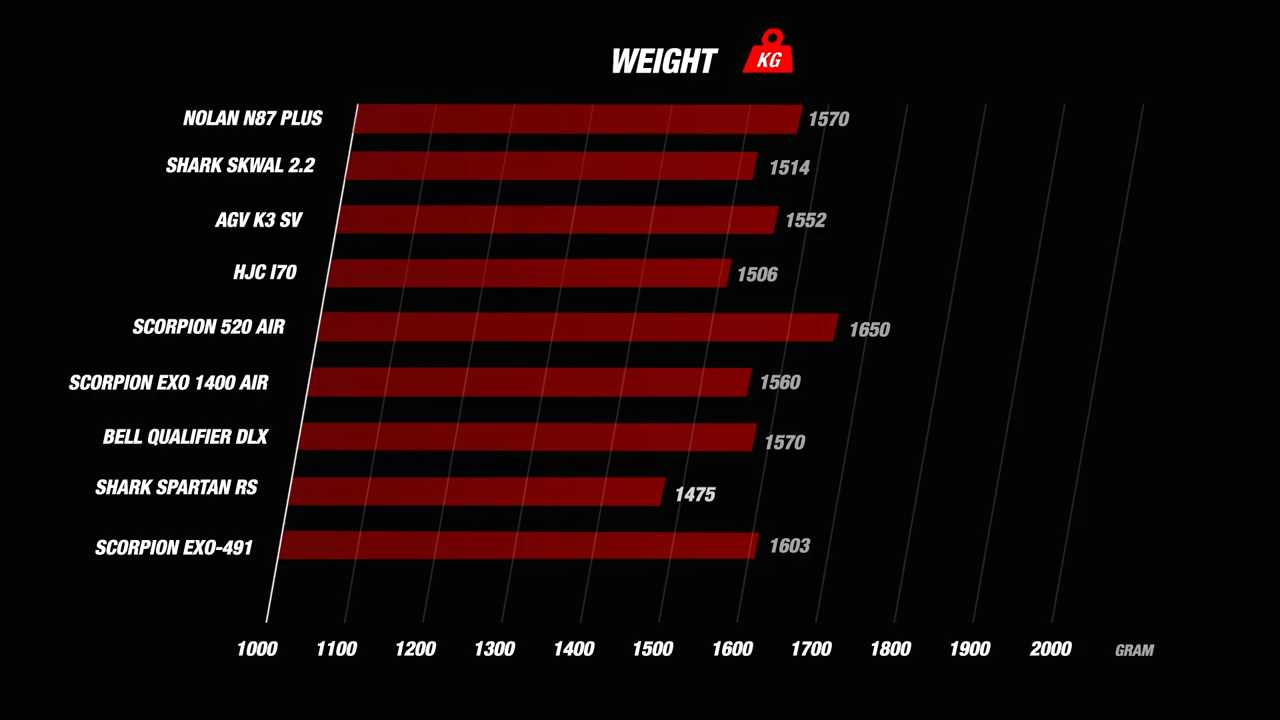 WEIGHT KG
NOLAN N87 PLUS 1570
SHARK SKWAL 2.2 1514
AGV K3 SV 1552
HJC I70 1506
SCORPION 520 AIR 1650
SCORPION EXO 1400 AIR 1560
BELL QUALIFIER DLX 1570
SHARK SPARTAN RS 1475
SCORPION EXO-491 1603
1000 1100 1200 1300 1400 1500 1600 1700 1800 1900 2000 GRAM